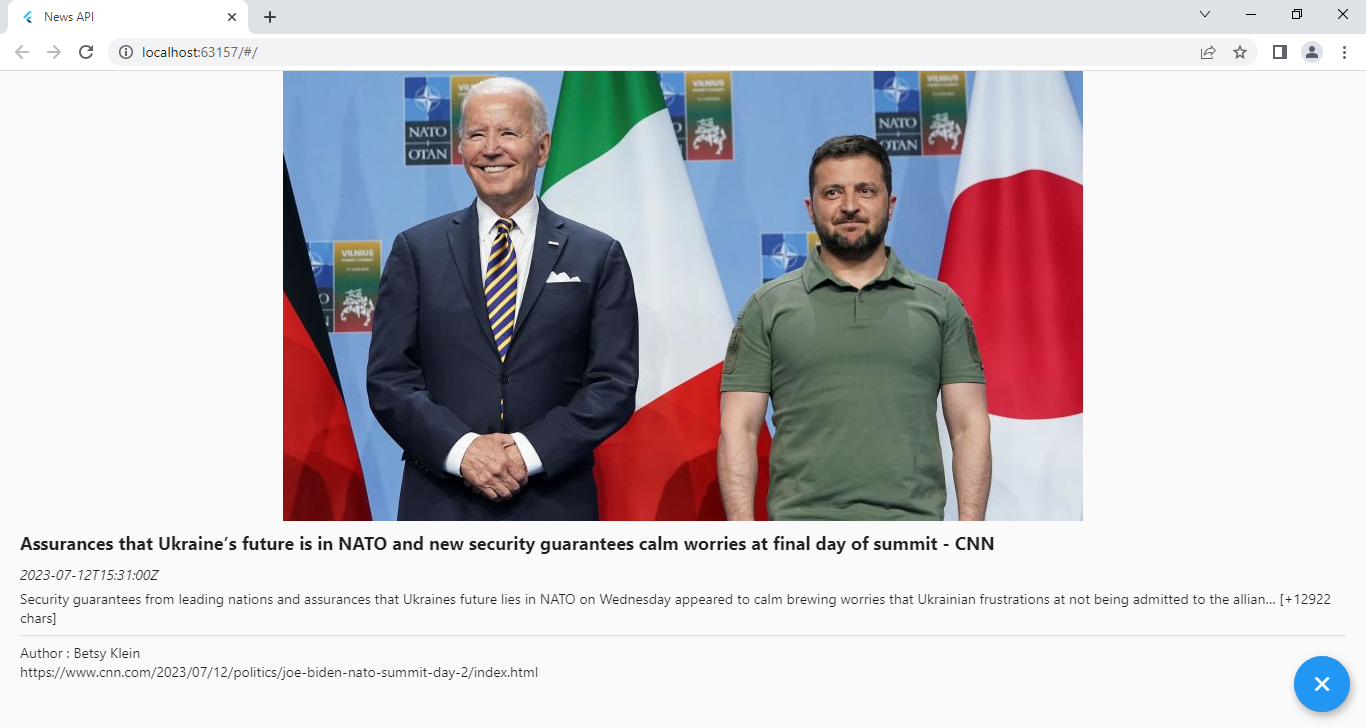 News API
localhost:63157/#/
VILNIUS
VILNIUS
NATO
OTAN
OTAN
VILNIUS
Assurances that Ukraine’s future is in NATO and new security guarantees calm worries at final day of summit - CNN
2023-07-12T15:31:00Z
Security guarantees from leading nations and assurances that Ukraines future lies in NATO on Wednesday appeared to calm brewing worries that Ukrainian frustrations at not being admitted to the allian… [+12922
chars]
Author : Betsy Klein
https://www.cnn.com/2023/07/12/politics/joe-biden-nato-summit-day-2/index.html